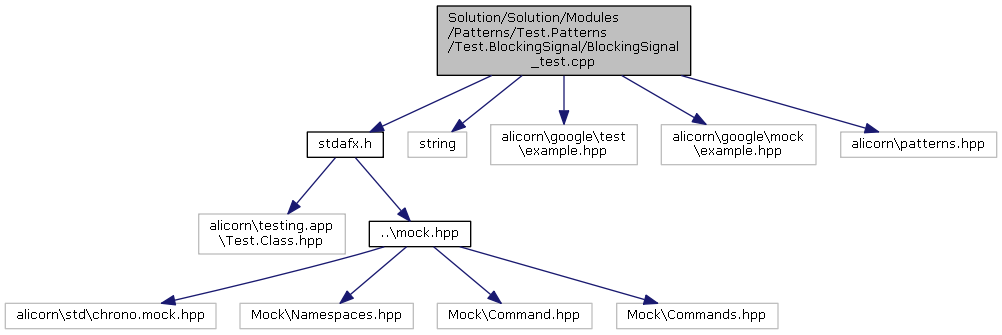 Solution/Solution/Modules
/Patterns/Test.Patterns
/Test.BlockingSignal/BlockingSignal
_test.cpp
stdafx.h
string
alicorn\google\test
\example.hpp
alicorn\google\mock
\example.hpp
alicorn\patterns.hpp
alicorn\testing.app
\Test.Class.hpp
..\mock.hpp
alicorn\std\chrono.mock.hpp
Mock\Namespaces.hpp
Mock\Command.hpp
Mock\Commands.hpp